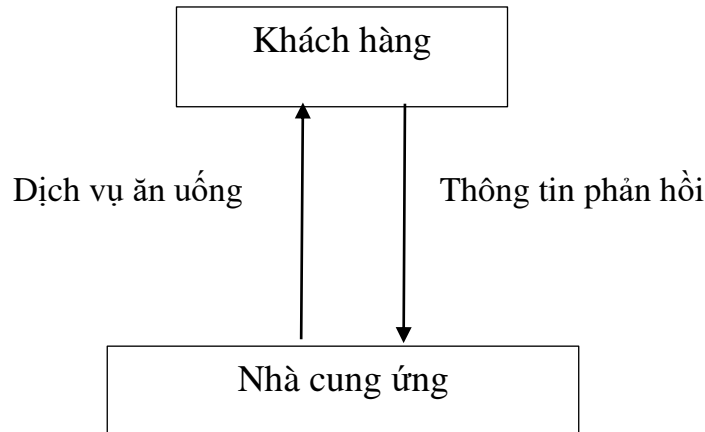 Khách hàng
Dịch vụ ăn uống
Thông tin phản hồi
Nhà cung ứng